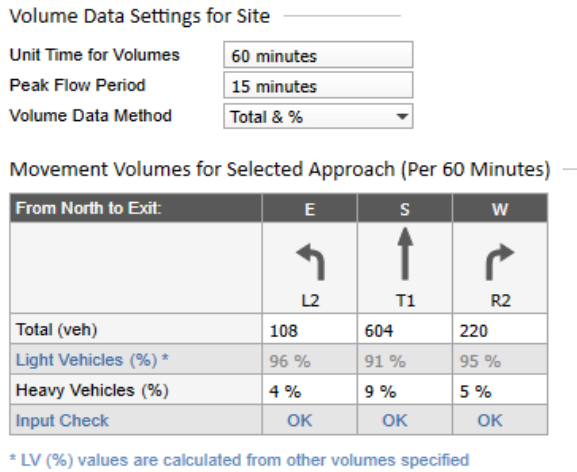 Volume Data Settings for Site
Unit Time for Volumes 60 minutes
Peak Flow Period 15 minutes
Volume Data Method Total & %
Movement Volumes for Selected Approach (Per 60 Minutes)
From North to Exit: E S W
L2 T1 R2
Total (veh) 108 604 220
Light Vehicles (%) * 96 % 91 % 95 %
Heavy Vehicles (%) 4 % 9 % 5 %
Input Check OK OK OK
* LV (%) values are calculated from other volumes specified